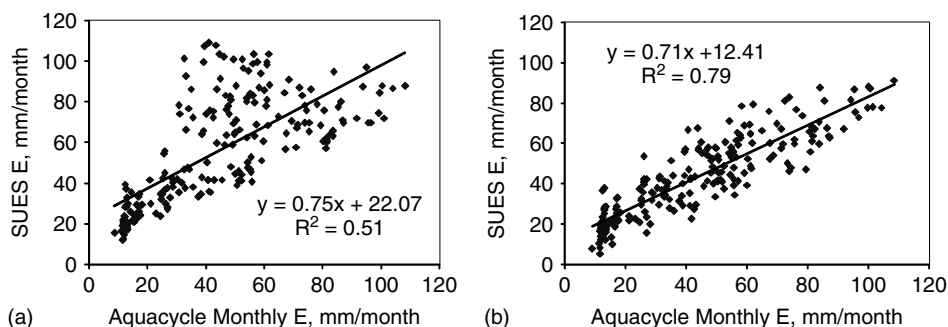 120
100
80
60
40
20
0
SUES E, mm/month
y = 0.75x + 22.07
R² = 0.51
0 20 40 60 80 100 120
(a) Aquacycle Monthly E, mm/month
120
100
80
60
40
20
0
SUES E, mm/month
y = 0.71x +12.41
R² = 0.79
0 20 40 60 80 100 120
(b) Aquacycle Monthly E, mm/month